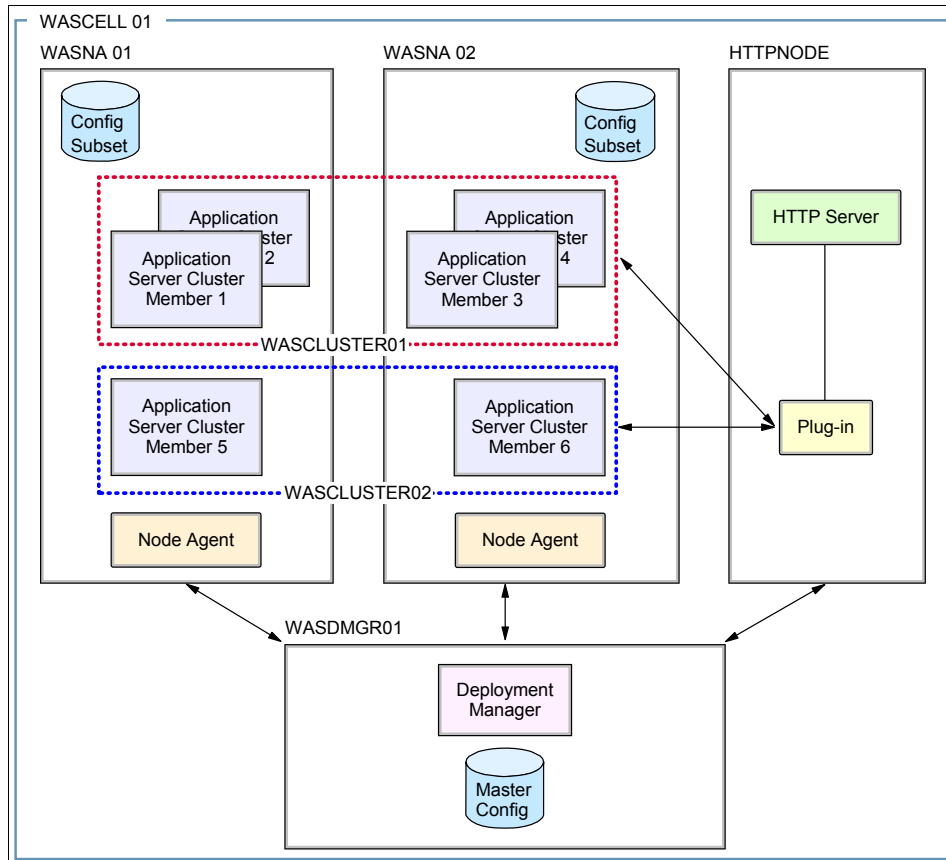 WASCELL 01
WASNA 01
WASNA 02
HTTPNODE
Config
Subset
Config
Subset
Application
Cluster
2
Application
Server Cluster
Member 1
Application
4
Application
Server Cluster
Member 3
HTTP Server
WASCLUSTER01
Application
Server Cluster
Member 5
Application
Server Cluster
Member 6
Plug-in
WASCLUSTER02
Node Agent
Node Agent
WASDMGR01
Deployment
Manager
Master
Config